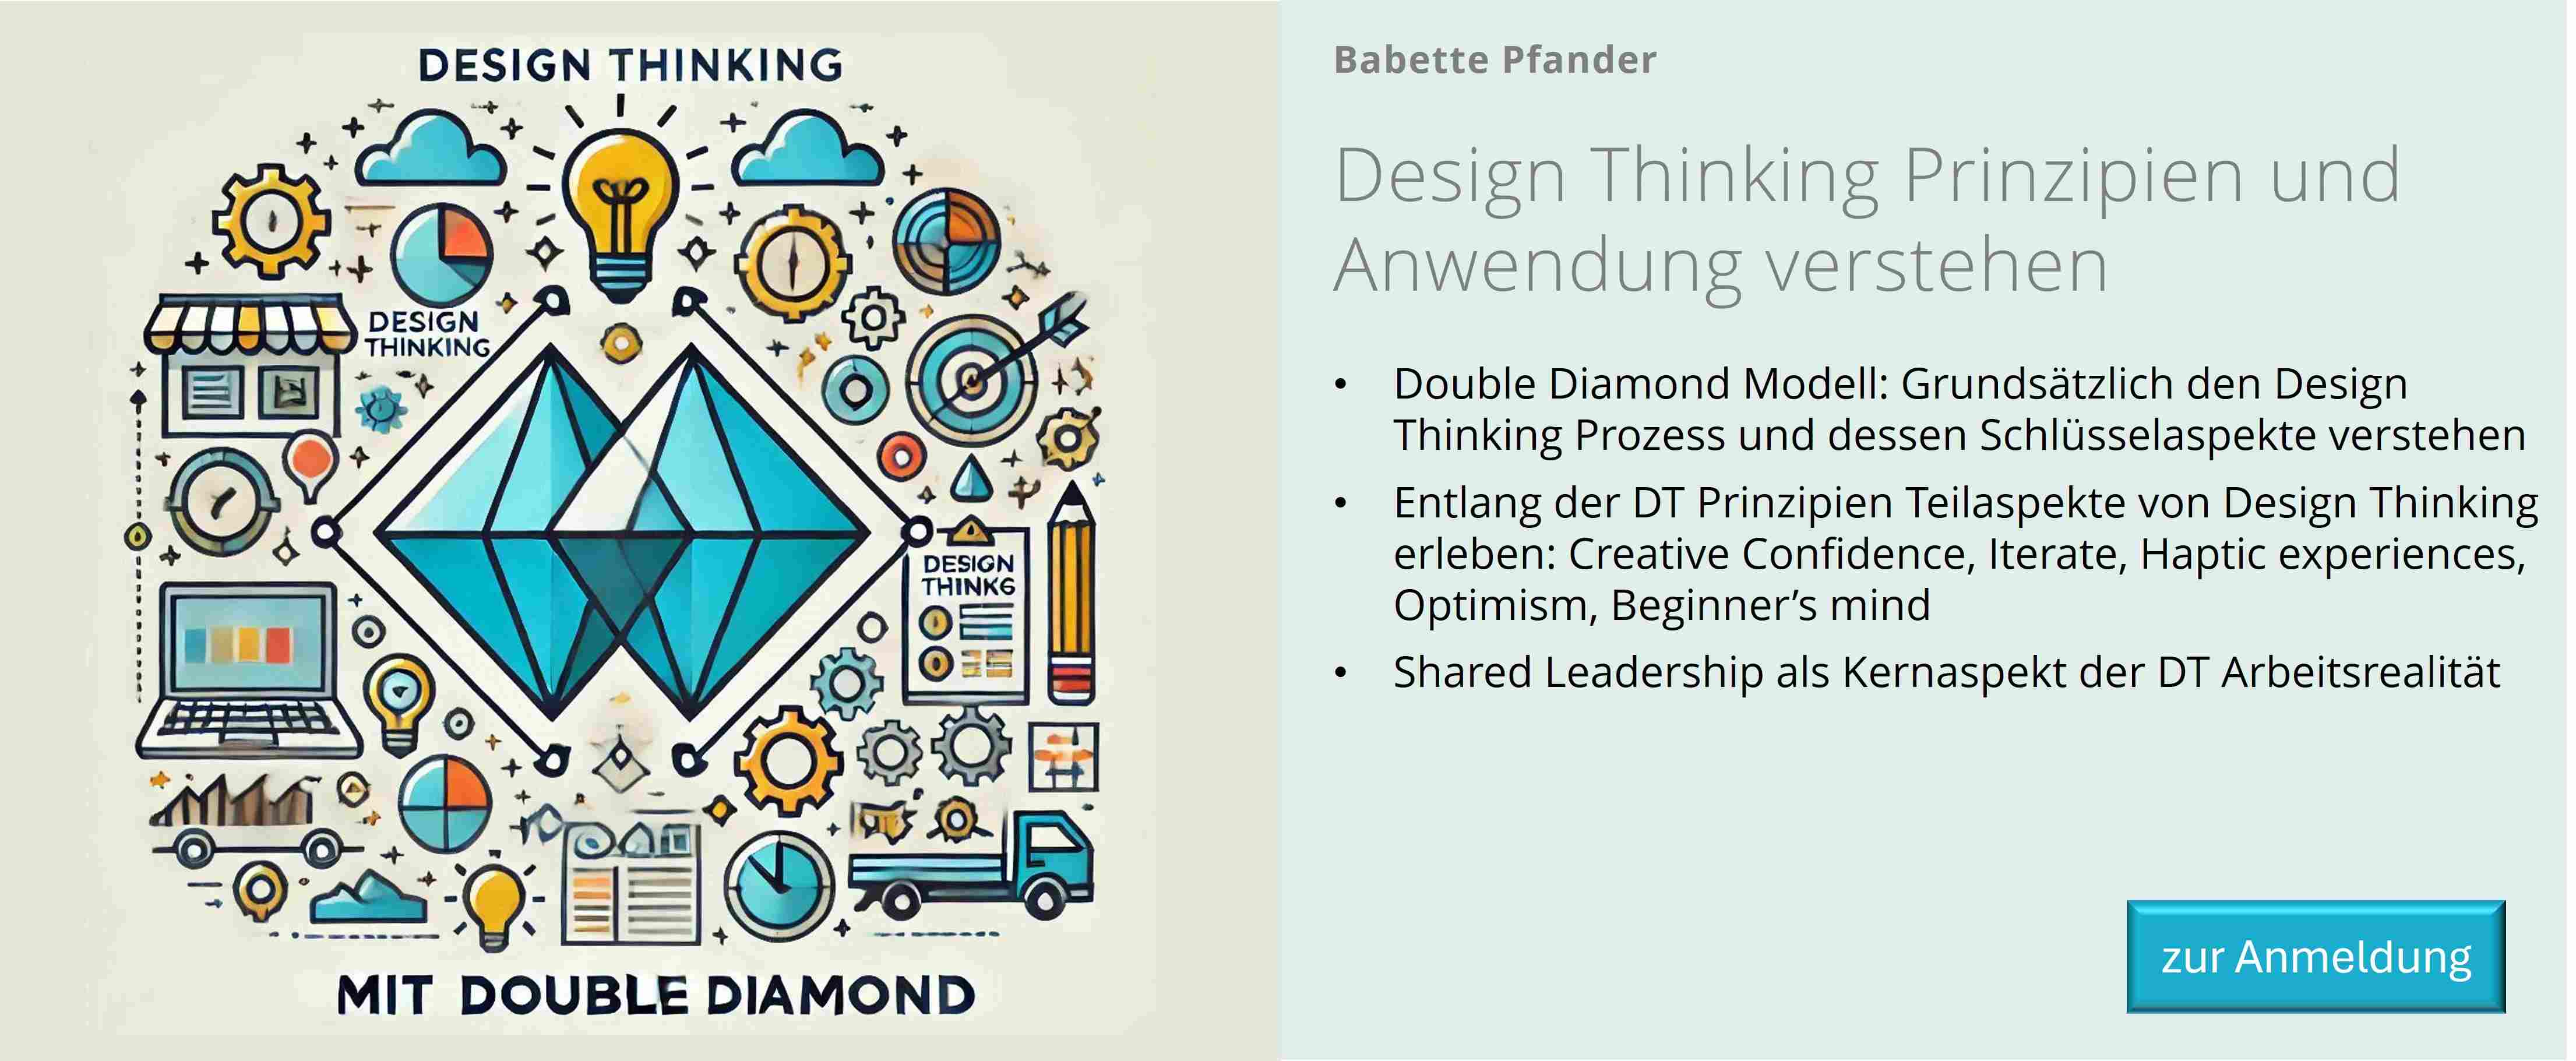 DESIGN THINKING
DESIGN
THINKING
DESIGN
THINKG
MIT DOUBLE DIAMOND
Babette Pfander
Design Thinking Prinzipien und
Anwendung verstehen
• Double Diamond Modell: Grundsätzlich den Design
Thinking Prozess und dessen Schlüsselaspekte verstehen
• Entlang der DT Prinzipien Teilaspekte von Design Thinking
erleben: Creative Confidence, Iterate, Haptic experiences,
Optimism, Beginner’s mind
• Shared Leadership als Kernaspekt der DT Arbeitsrealität
zur Anmeldung